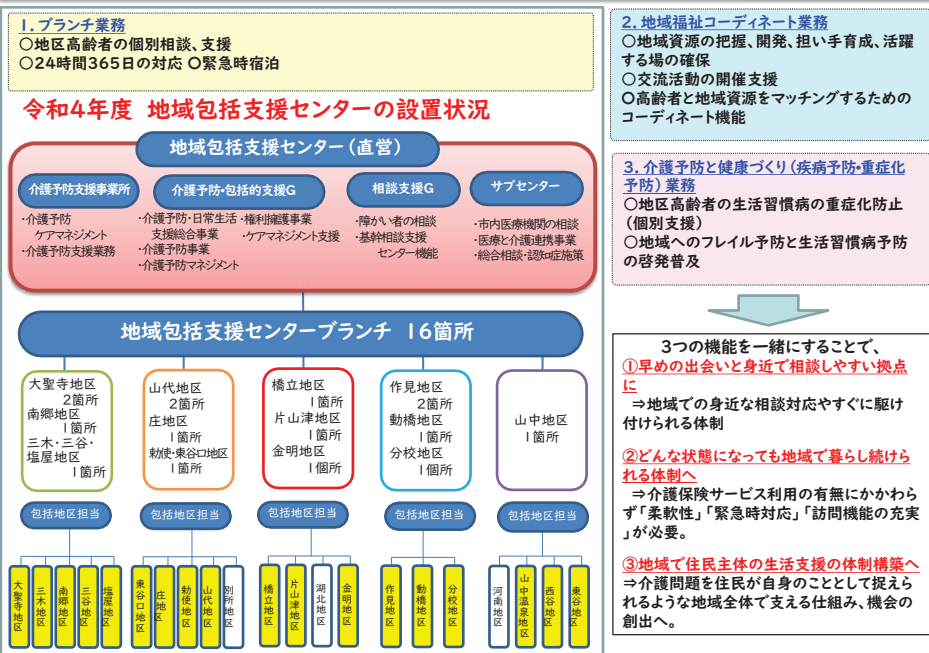 1.ブランチ業務
○地区高齢者の個別相談、支援
○24時間365日の対応 ○緊急時宿泊
令和4年度 地域包括支援センターの設置状況
地域包括支援センター(直営)
介護予防支援事業所
・介護予防
ケアマネジメント
・介護予防支援業務
介護予防・包括的支援G
・介護予防・日常生活
支援総合事業
・介護予防事業
・介護予防マネジメント
・権利擁護事業
・ケアマネジメント支援
相談支援G
・障がい者の相談
・基幹相談支援
センター機能
サブセンター
・市内医療機関の相談
・医療と介護連携事業
・総合相談・認知症施策
地域包括支援センターブランチ 16箇所
大聖寺地区
2箇所
南郷地区
1箇所
三木・三谷・
塩屋地区
1箇所
山代地区
2箇所
庄地区
1箇所
勅使・東谷口地区
1箇所
橋立地区
1箇所
片山津地区
1箇所
金明地区
1個所
作見地区
2箇所
動橋地区
1箇所
分校地区
1個所
山中地区
1箇所
包括地区担当
包括地区担当
包括地区担当
包括地区担当
包括地区担当
大聖寺地区
三木地区
南郷地区
三谷地区
塩屋地区
東谷口地区
庄地区
勅使地区
山代地区
別所地区
橋立地区
片山津地区
湖北地区
金明地区
作見地区
動橋地区
分校地区
河南地区
山中温泉地区
西谷地区
東谷地区
2.地域福祉コーディネート業務
○地域資源の把握、開発、担い手育成、活躍
する場の確保
○交流活動の開催支援
○高齢者と地域資源をマッチングするための
コーディネート機能
3.介護予防と健康づくり(疾病予防・重症化
予防)業務
○地区高齢者の生活習慣病の重症化防止
(個別支援)
○地域へのフレイル予防と生活習慣病予防
の啓発普及
3つの機能を一緒にすることで、
①早めの出会いと身近で相談しやすい拠点
に
⇒地域での身近な相談対応やすぐに駆け
付けられる体制
②どんな状態になっても地域で暮らし続けら
れる体制へ
⇒介護保険サービス利用の有無にかかわら
ず「柔軟性」「緊急時対応」「訪問機能の充実
」が必要。
③地域で住民主体の生活支援の体制構築へ
⇒介護問題を住民が自身のこととして捉えら
れるような地域全体で支える仕組み、機会の
創出へ。